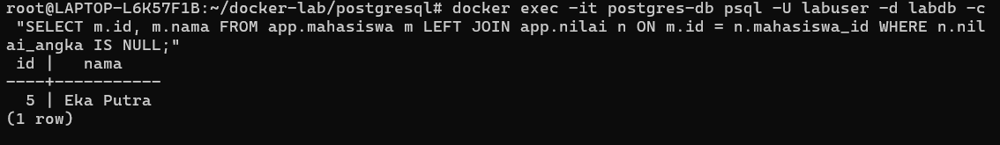 root@LAPTOP-L6K57F1B:~/docker-lab/postgresql# docker exec -it postgres-db psql -U labuser -d labdb -c
 "SELECT m.id, m.nama FROM app.mahasiswa m LEFT JOIN app.nilai n ON m.id = n.mahasiswa_id WHERE n.nil
ai_angka IS NULL;"
 id |   nama
----+-----------
  5 | Eka Putra
(1 row)